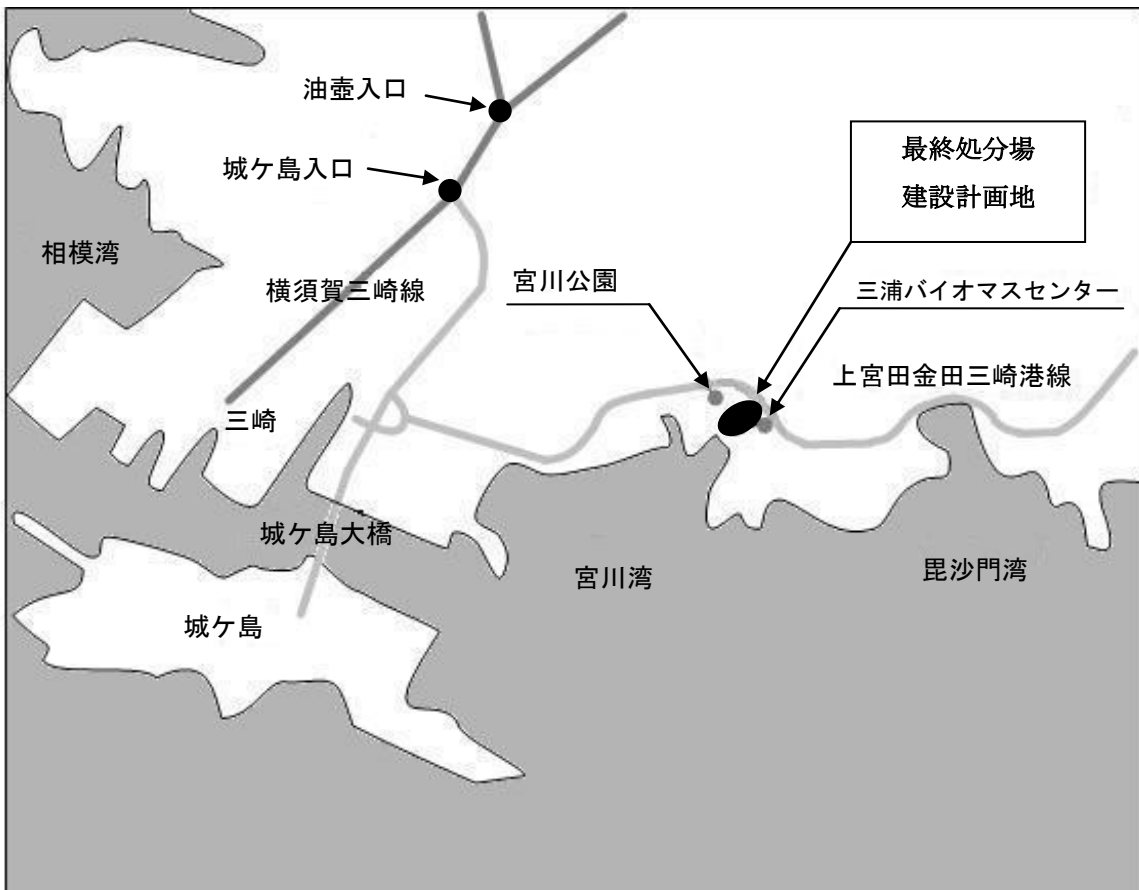 油壺入口
最終処分場
建設計画地
城ケ島入口
相模湾
横須賀三崎線
宮川公園
三浦バイオマスセンター
上宮田金田三崎港線
三崎
城ケ島大橋
宮川湾
毘沙門湾
城ケ島